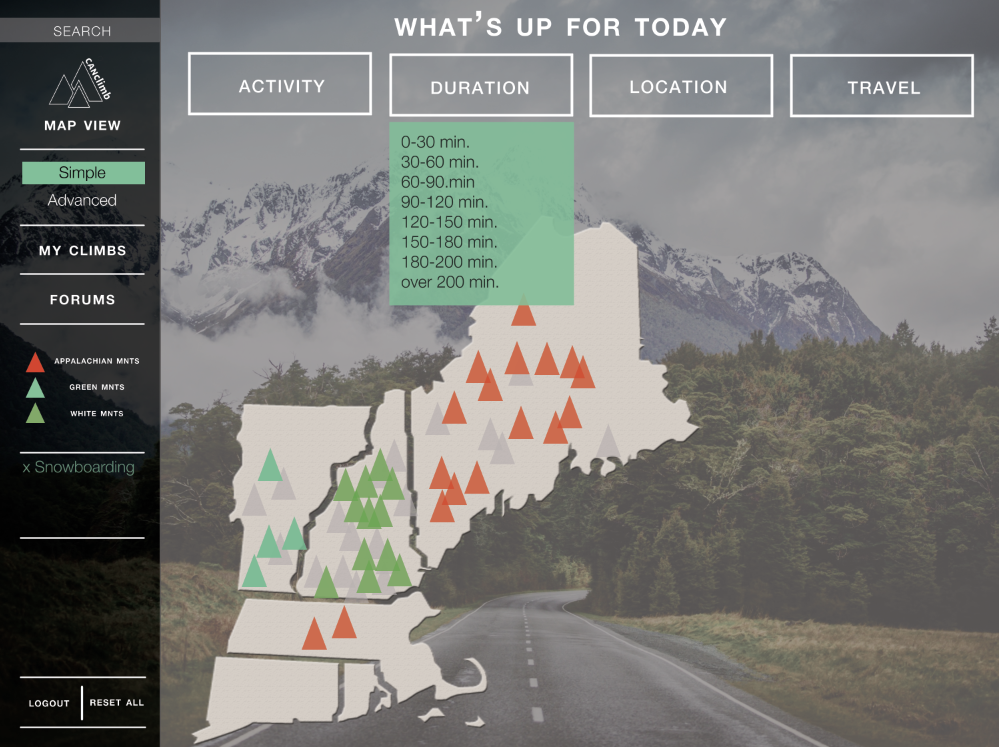 SEARCH
CANclimb
MAP VIEW
Simple
Advanced
MY CLIMBS
FORUMS
APPALACHIAN MNTS
GREEN MNTS
WHITE MNTS
x Snowboarding
LOGOUT
RESET ALL
WHAT'S UP FOR TODAY
ACTIVITY
DURATION
LOCATION
TRAVEL
0-30 min.
30-60 min.
60-90.min
90-120 min.
120-150 min.
150-180 min.
180-200 min.
over 200 min.